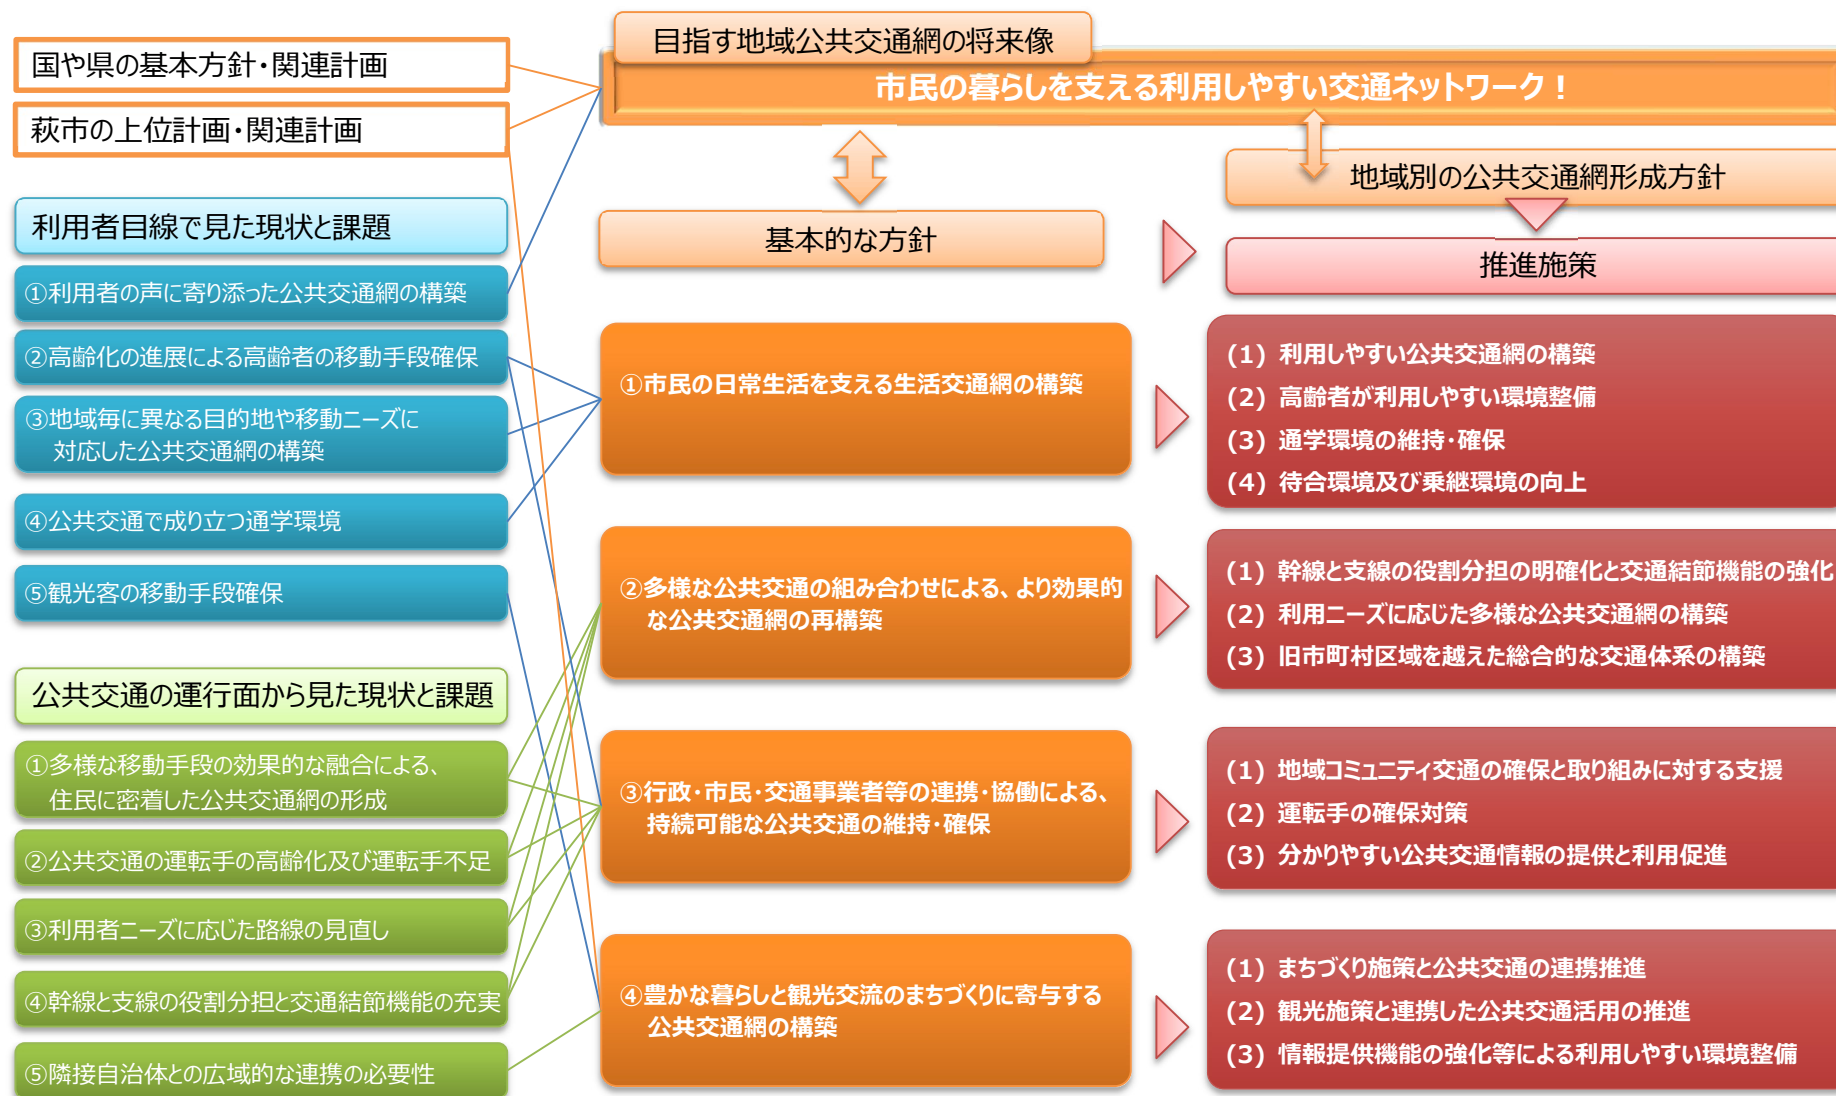 国や県の基本方針・関連計画
萩市の上位計画・関連計画
利用者目線で見た現状と課題
①利用者の声に寄り添った公共交通網の構築
②高齢化の進展による高齢者の移動手段確保
③地域毎に異なる目的地や移動ニーズに
対応した公共交通網の構築
④公共交通で成り立つ通学環境
⑤観光客の移動手段確保
公共交通の運行面から見た現状と課題
①多様な移動手段の効果的な融合による、
住民に密着した公共交通網の形成
②公共交通の運転手の高齢化及び運転手不足
③利用者ニーズに応じた路線の見直し
④幹線と支線の役割分担と交通結節機能の充実
⑤隣接自治体との広域的な連携の必要性
目指す地域公共交通網の将来像
市民の暮らしを支える利用しやすい交通ネットワーク！
基本的な方針
①市民の日常生活を支える生活交通網の構築
②多様な公共交通の組み合わせによる、より効果的
な公共交通網の再構築
③行政・市民・交通事業者等の連携・協働による、
持続可能な公共交通の維持・確保
④豊かな暮らしと観光交流のまちづくりに寄与する
公共交通網の構築
地域別の公共交通網形成方針
推進施策
(1) 利用しやすい公共交通網の構築
(2) 高齢者が利用しやすい環境整備
(3) 通学環境の維持・確保
(4) 待合環境及び乗継環境の向上
(1) 幹線と支線の役割分担の明確化と交通結節機能の強化
(2) 利用ニーズに応じた多様な公共交通網の構築
(3) 旧市町村区域を越えた総合的な交通体系の構築
(1) 地域コミュニティ交通の確保と取り組みに対する支援
(2) 運転手の確保対策
(3) 分かりやすい公共交通情報の提供と利用促進
(1) まちづくり施策と公共交通の連携推進
(2) 観光施策と連携した公共交通活用の推進
(3) 情報提供機能の強化等による利用しやすい環境整備